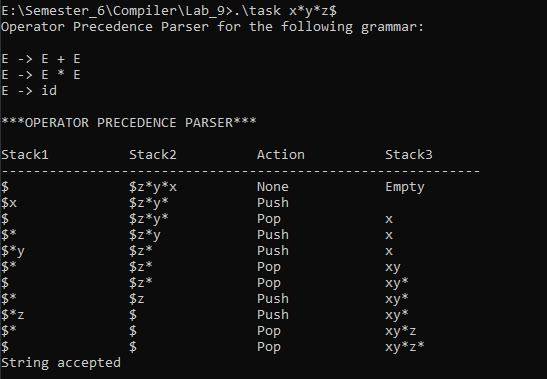 E:\Semester_6\Compiler\Lab_9>.\task x*y*z$
Operator Precedence Parser for the following grammar:
E -> E + E
E -> E * E
E -> id
***OPERATOR PRECEDENCE PARSER***
Stack1 Stack2 Action Stack3
------------------------------------------------------------
$ $z*y*x None Empty
$x $z*y* Push
$ $z*y* Pop x
$* $z*y Push x
$*y $z* Push x
$* $z* Pop xy
$ $z* Pop xy*
$* $z Push xy*
$*z $ Push xy*
$* $ Pop xy*z
$ $ Pop xy*z*
String accepted